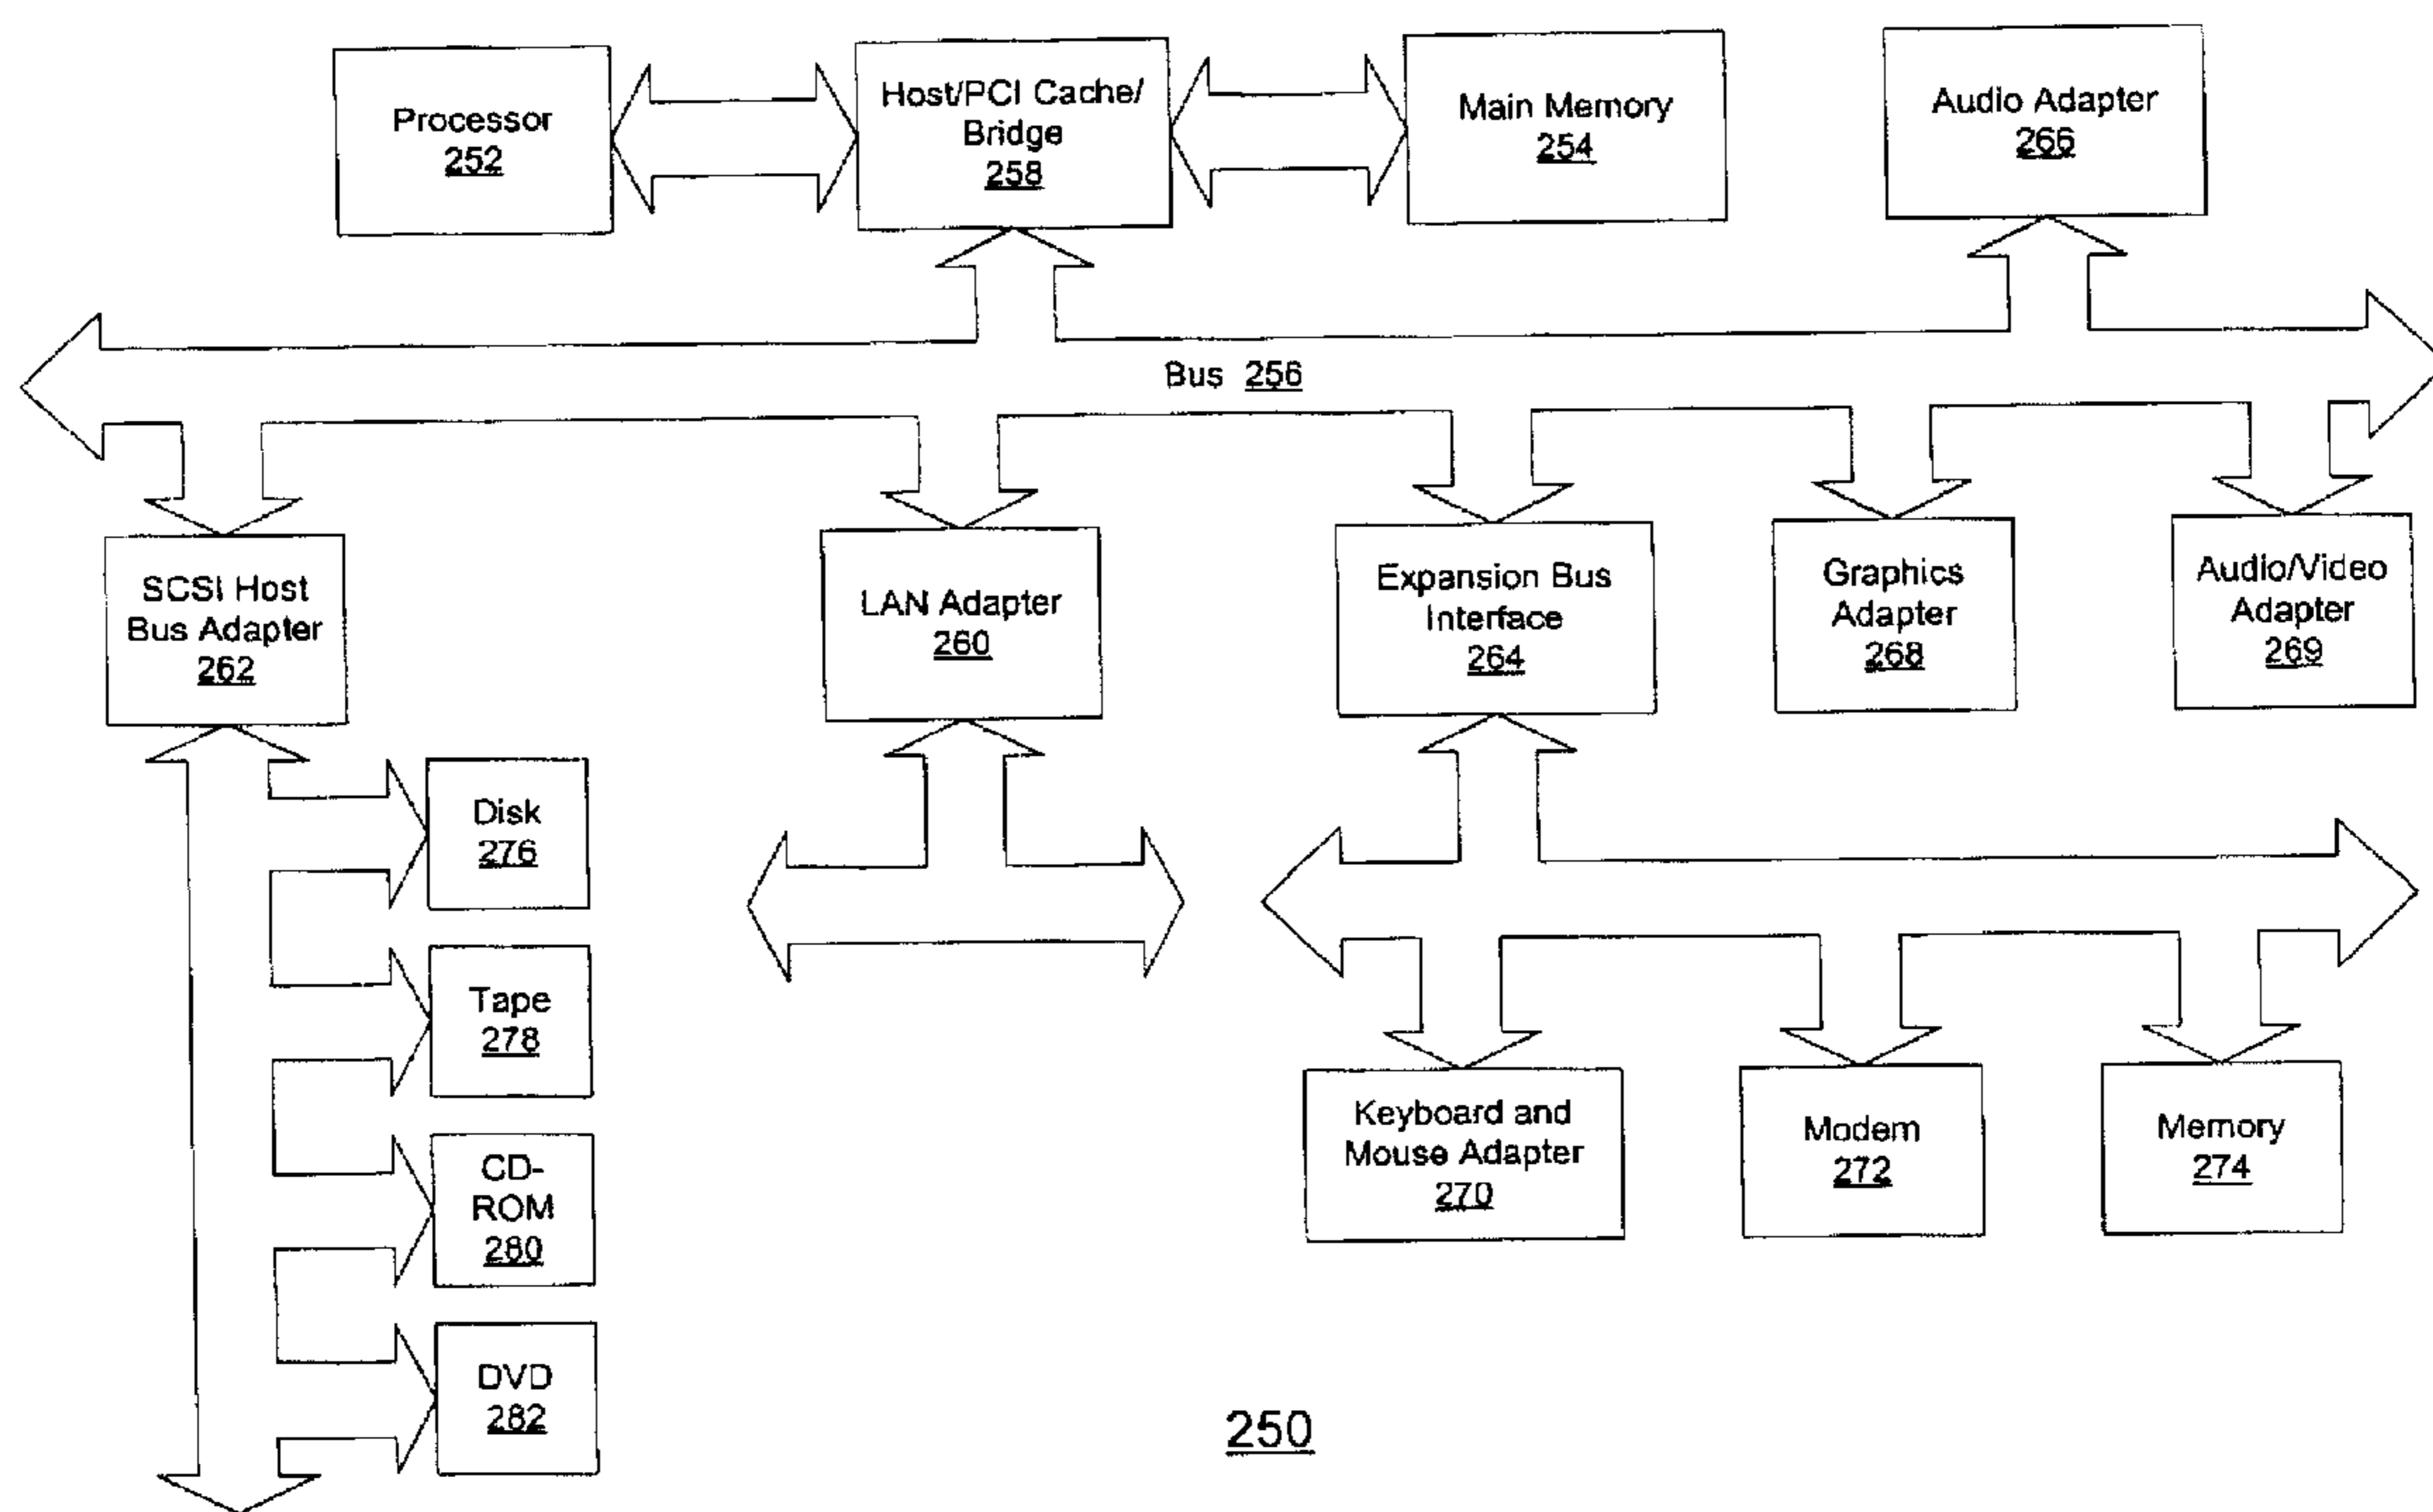 Processor
252
Host/PCI Cache/
Bridge
258
Main Memory
254
Audio Adapter
266
Bus 256
SCSI Host
Bus Adapter
262
LAN Adapter
260
Expansion Bus
Interface
264
Graphics
Adapter
268
Audio/Video
Adapter
269
Disk
276
Tape
278
CD-
ROM
280
DVD
282
Keyboard and
Mouse Adapter
270
Modem
272
Memory
274
250